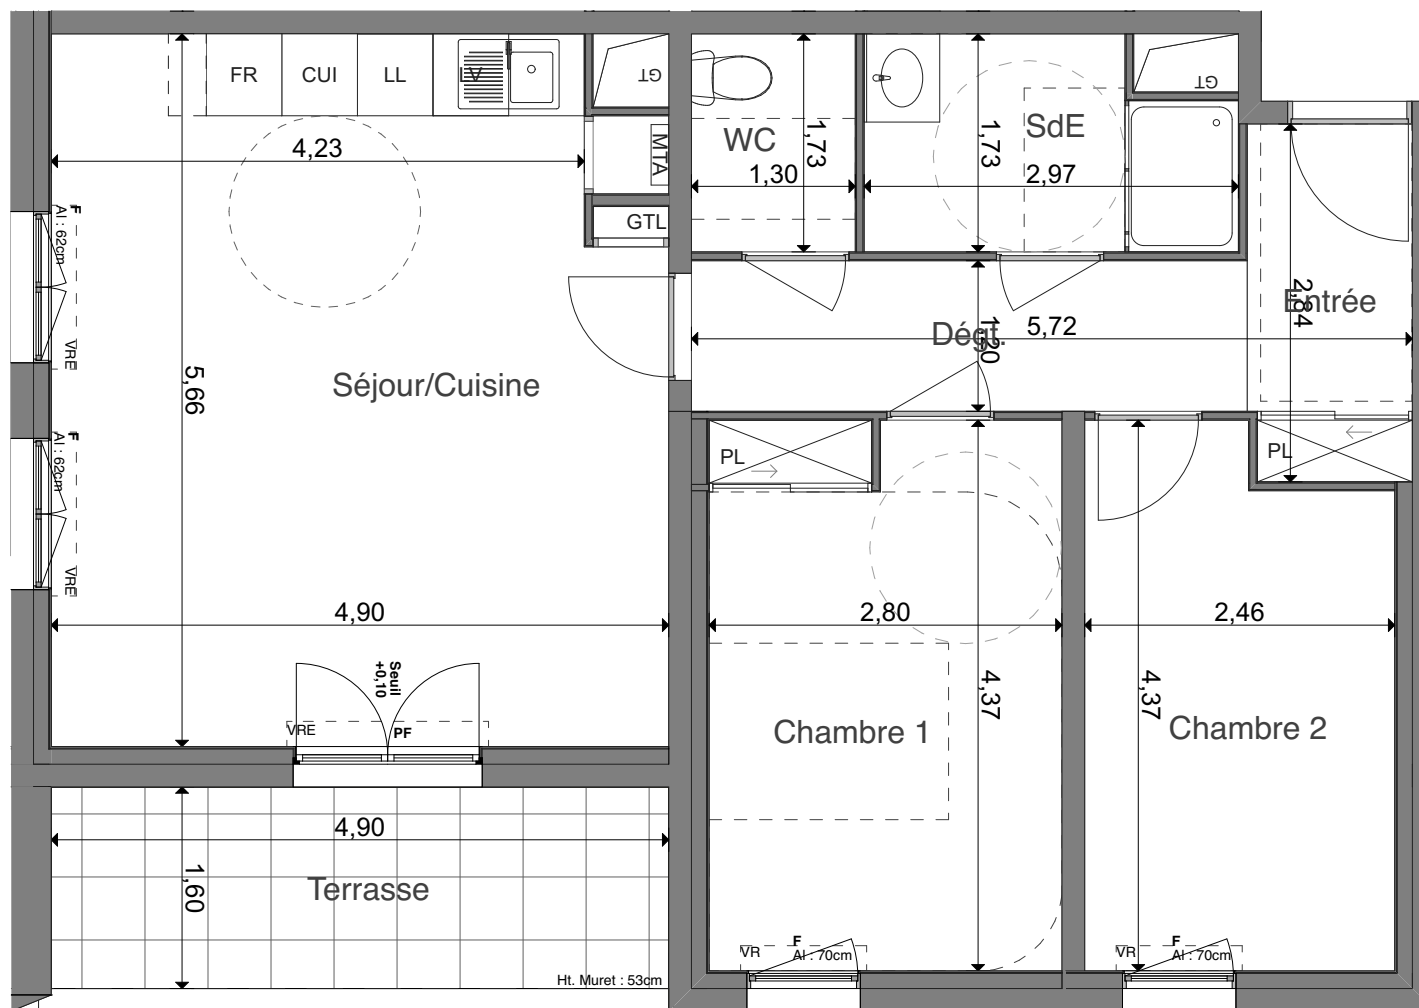 FR
CUI
LL
LV
GT
MTA
GTL
4,23
WC
1,73
1,30
1,73
SdE
2,97
GT
F
Al : 62cm
VRE
5,66
Séjour/Cuisine
Dégt.
1,20
5,72
2,84
Entrée
F
Al : 62cm
VRE
PL
PL
4,90
2,80
2,46
Seuil
+0,10
VRE
PF
4,37
4,37
Chambre 1
Chambre 2
4,90
1,60
Terrasse
Ht. Muret : 53cm
VR
F
Al : 70cm
VR
F
Al : 70cm